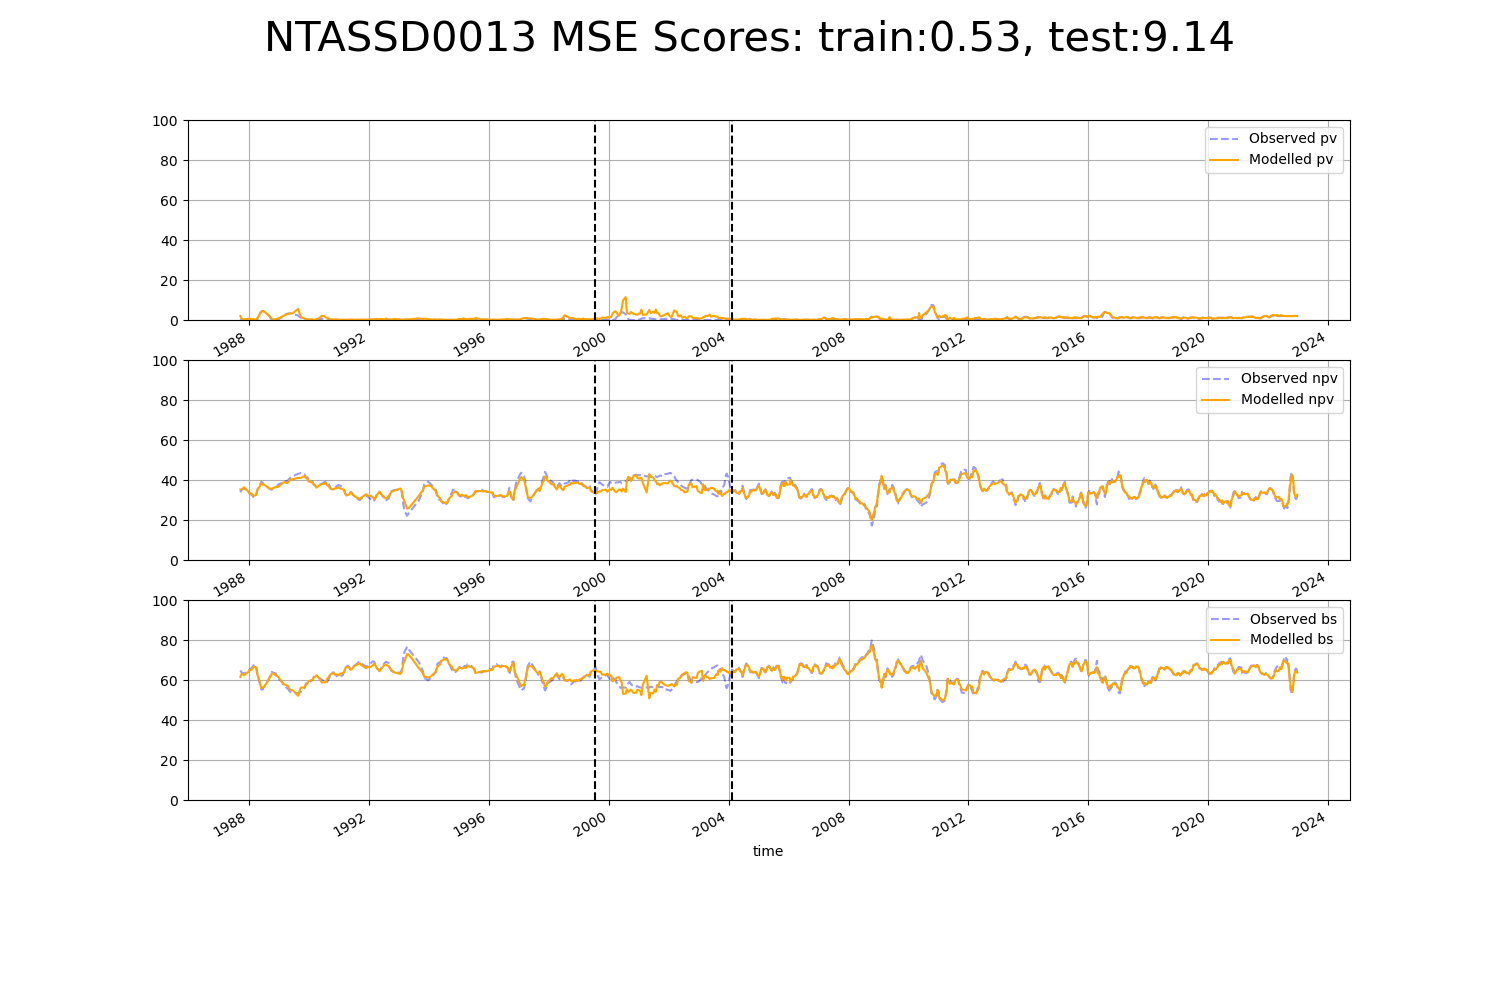 NTASSD0013 MSE Scores: train:0.53, test:9.14
100
80
60
40
20
0
Observed pv
Modelled pv
1988 1992 1996 2000 2004 2008 2012 2016 2020 2024
100
80
60
40
20
0
Observed npv
Modelled npv
1988 1992 1996 2000 2004 2008 2012 2016 2020 2024
100
80
60
40
20
0
Observed bs
Modelled bs
1988 1992 1996 2000 2004 2008 2012 2016 2020 2024
time